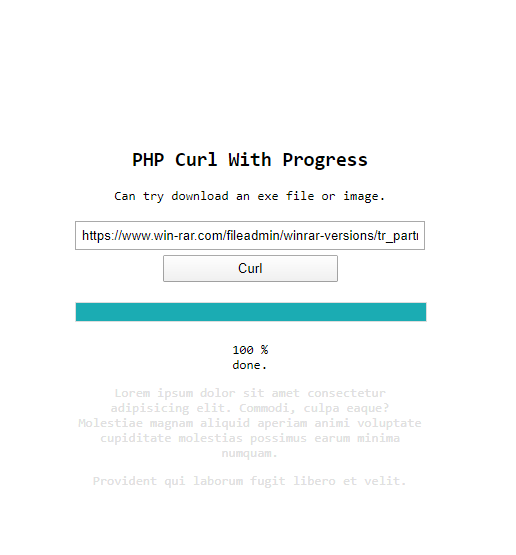 PHP Curl With Progress
Can try download an exe file or image.
https://www.win-rar.com/fileadmin/winrar-versions/tr_partn
Curl
100 %
done.
Lorem ipsum dolor sit amet consectetur
adipisicing elit. Commodi, culpa eaque?
Molestiae magnam aliquid aperiam animi voluptate
cupiditate molestias possimus earum minima
numquam.
Provident qui laborum fugit libero et velit.